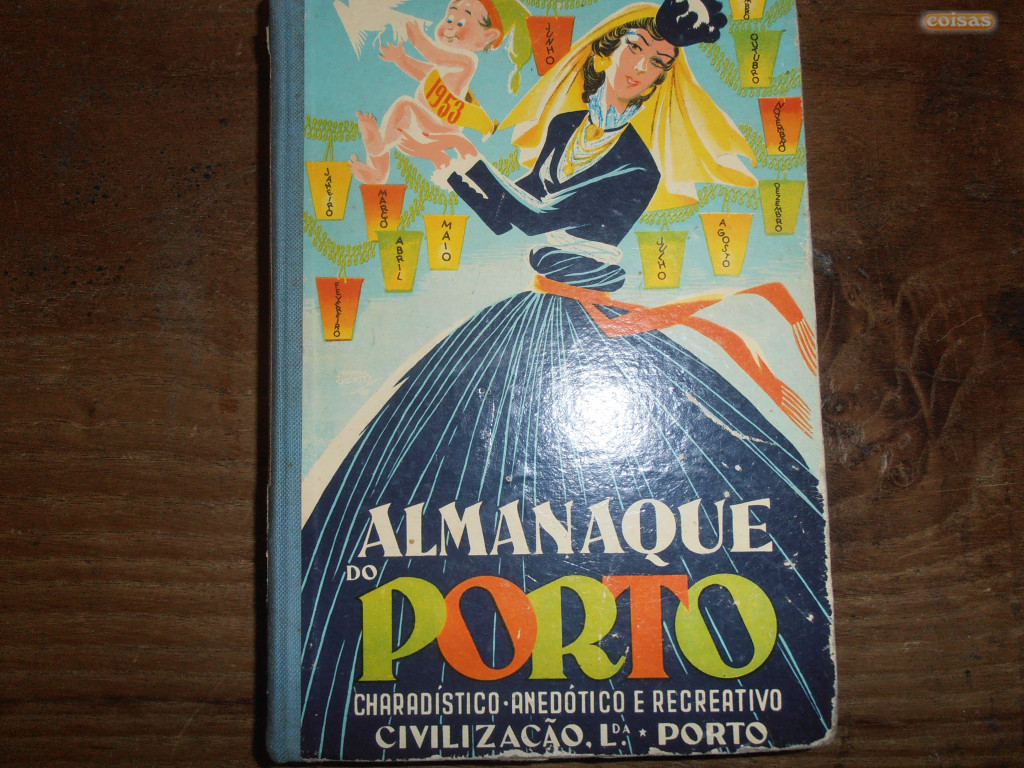 coisas
1953
JUNHO
OUTUBRO
NOVEMBRO
JANEIRO
MARÇO
ABRIL
MAIO
DEZEMBRO
AGOSTO
JULHO
FEVEREIRO
ALMANAQUE
DO
PORTO
CHARADÍSTICO·ANEDÓTICO E RECREATIVO
CIVILIZAÇÃO, L.DA ★ PORTO